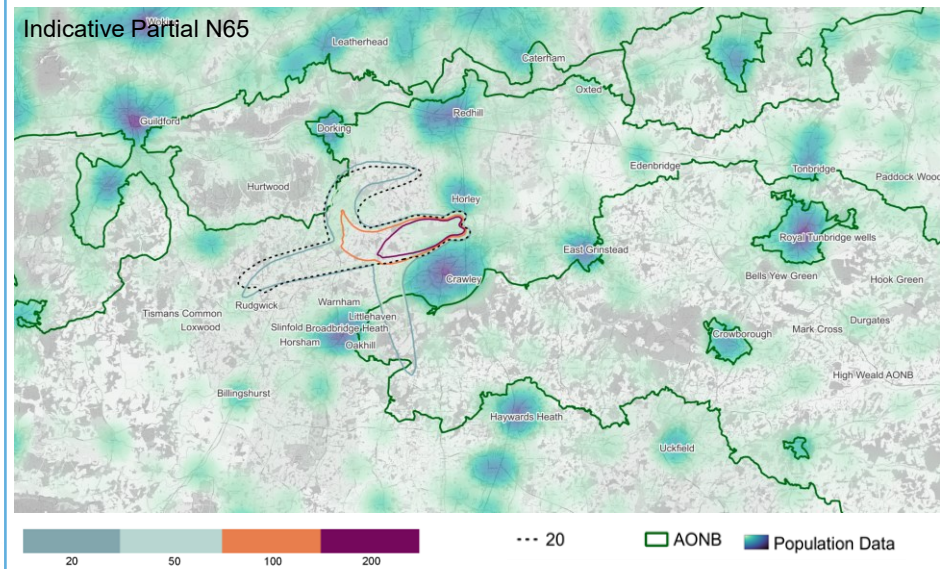 Indicative Partial N65
Woking
Leatherhead
Caterham
Oxted
Guildford
Redhill
Dorking
Edenbridge
Tonbridge
Paddock Wood
Hurtwood
Horley
Royal Tunbridge wells
East Grinstead
Bells Yew Green
Hook Green
Crawley
Rudgwick
Warnham
Tismans Common
Littlehaven
Loxwood
Slinfold
Broadbridge Heath
Horsham
Oakhill
Durgates
Mark Cross
Crowborough
High Weald AONB
Billingshurst
Haywards Heath
Uckfield
20
50
100
200
20
AONB
Population Data